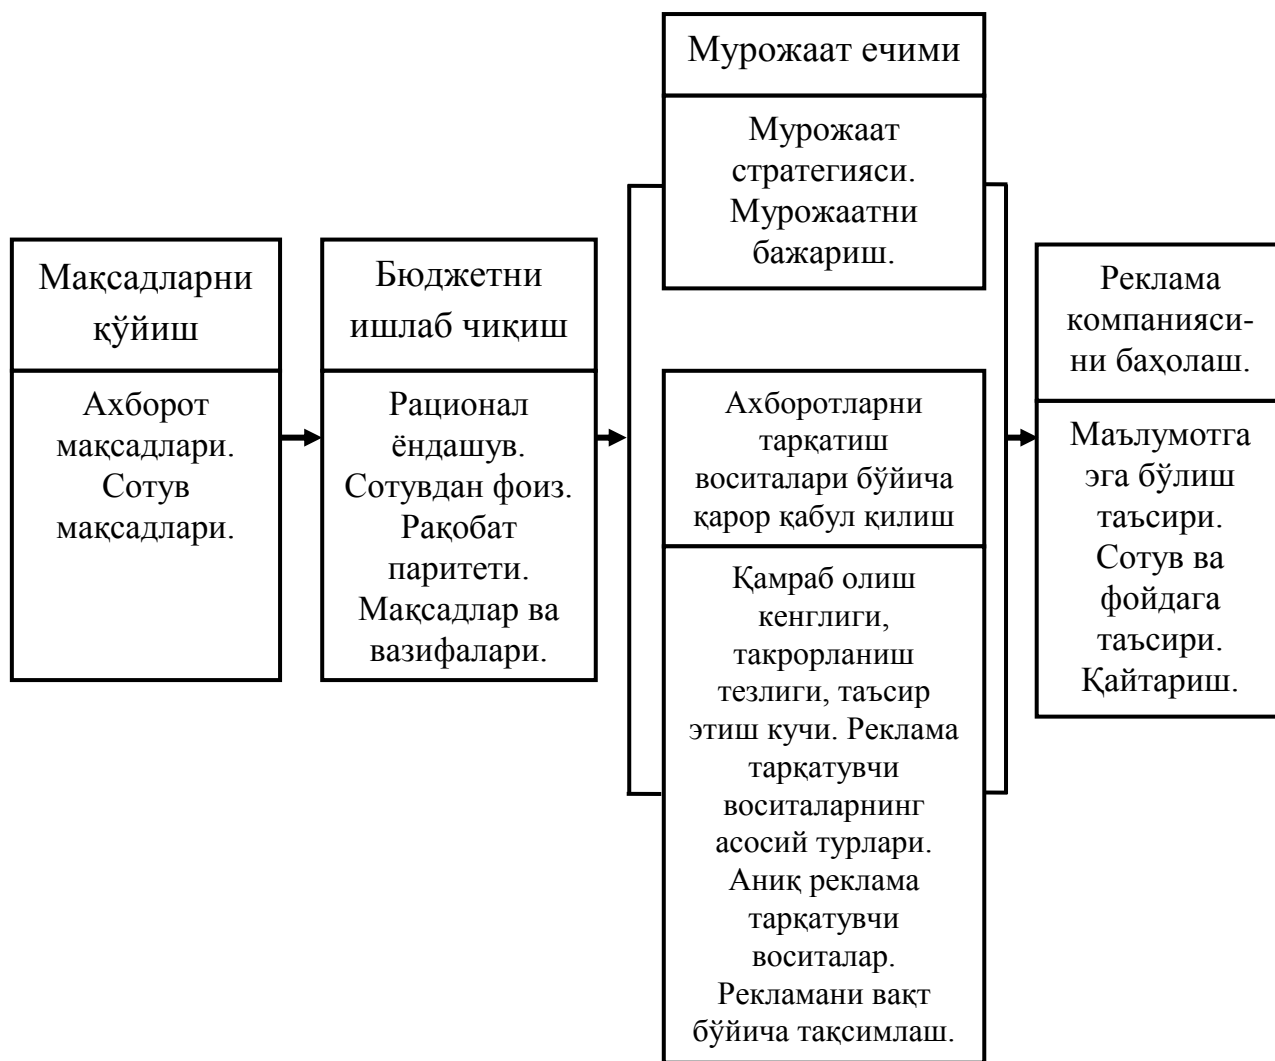 Мақсадларни
қўйиш
Ахборот
мақсадлари.
Сотув
мақсадлари.
Бюджетни
ишлаб чиқиш
Рационал
ёндашув.
Сотувдан фоиз.
Рақобат
паритети.
Мақсадлар ва
вазифалари.
Мурожаат ечими
Мурожаат
стратегияси.
Мурожаатни
бажариш.
Ахборотларни
тарқатиш
воситалари бўйича
қарор қабул қилиш
Қамраб олиш
кенглиги,
такрорланиш
тезлиги, таъсир
этиш кучи. Реклама
тарқатувчи
воситаларнинг
асосий турлари.
Аниқ реклама
тарқатувчи
воситалар.
Рекламани вақт
бўйича тақсимлаш.
Реклама
компанияси-
ни баҳолаш.
Маълумотга
эга бўлиш
таъсири.
Сотув ва
фойдага
таъсири.
Қайтариш.